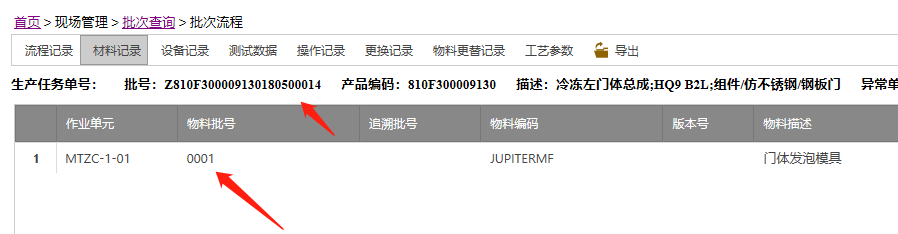 首页 > 现场管理 > 批次查询 > 批次流程
流程记录 材料记录 设备记录 测试数据 操作记录 更换记录 物料更替记录 工艺参数 导出
生产任务单号： 批号：Z810F300009130180500014 产品编码：810F300009130 描述：冷冻左门体总成;HQ9 B2L;组件/仿不锈钢/钢板门 异常单
作业单元 物料批号 追溯批号 物料编码 版本号 物料描述
1 MTZC-1-01 0001 JUPITERMF 门体发泡模具